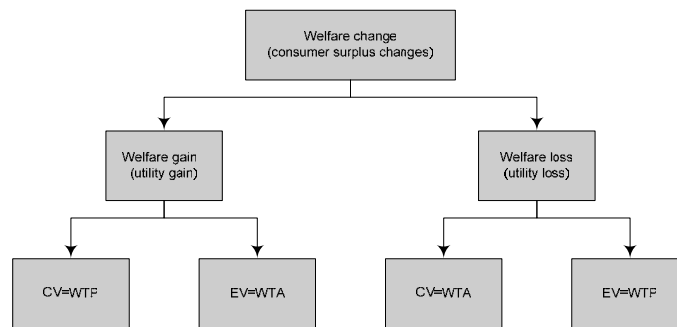 Welfare change
(consumer surplus changes)
Welfare gain
(utility gain)
Welfare loss
(utility loss)
CV=WTP
EV=WTA
CV=WTA
EV=WTP